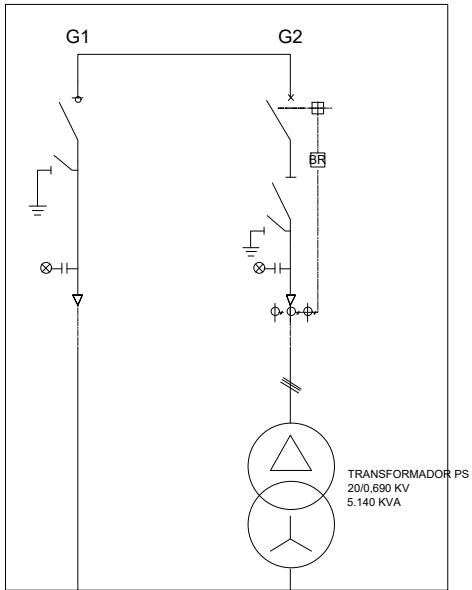 G1 G2
BR
TRANSFORMADOR PS
20/0,690 KV
5.140 KVA